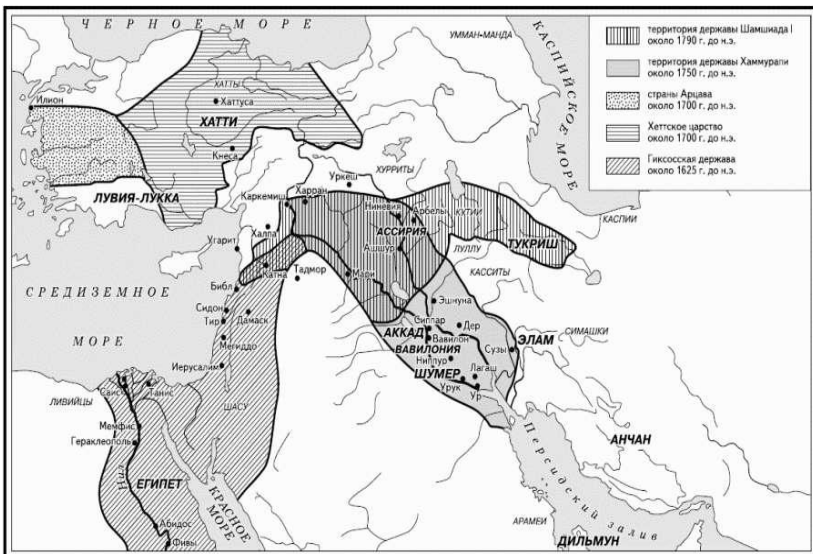 ЧЕРНОЕ МОРЕ
УММАН-МАНДА
КАСПИЙСКОЕ МОРЕ
территория державы Шамшиада I
около 1790 г. до н.э.
территория державы Хаммурапи
около 1750 г. до н.э.
страны Арцава
около 1700 г. до н.э.
Хеттское царство
около 1700 г. до н.э.
Гиксосская держава
около 1625 г. до н.э.
Илион
ХАТТЫ
Хаттуса
ХАТТИ
Кнеса
ЛУВИЯ-ЛУККА
Уркеш
ХУРРИТЫ
Каркемиш
Харран
Ниневия
Арбелы
КУТИИ
АССИРИЯ
Ашшур
ЛУЛЛУ
ТУКРИШ
КАСПИИ
Угарит
Халпа
Катна
Тадмор
Мари
КАССИТЫ
СРЕДИЗЕМНОЕ
МОРЕ
Библ
Сидон
Тир
Дамаск
Мегиддо
Иерусалим
Эшнуна
Сиппар
Дер
АККАД
Вавилон
ВАВИЛОНИЯ
Ниппур
ШУМЕР
Лагаш
Урук
Ур
Сузы
ЭЛАМ
СИМАШКИ
ЛИВИЙЦЫ
Саис
Танис
ШАСУ
Мемфис
Гераклеополь
Нил
ЕГИПЕТ
КРАСНОЕ
МОРЕ
Абидос
Фивы
АНЧАН
Персидский залив
АРАМЕИ
ДИЛЬМУН